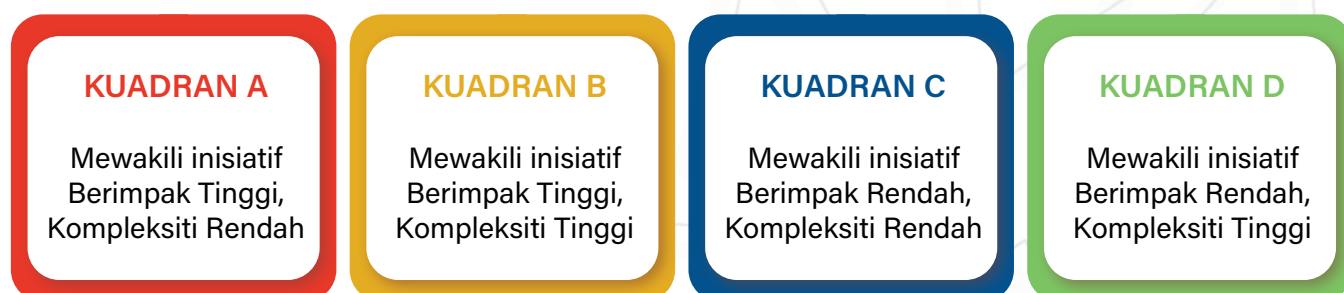 KUADRAN A
Mewakili inisiatif
Berimpak Tinggi,
Kompleksiti Rendah
KUADRAN B
Mewakili inisiatif
Berimpak Tinggi,
Kompleksiti Tinggi
KUADRAN C
Mewakili inisiatif
Berimpak Rendah,
Kompleksiti Rendah
KUADRAN D
Mewakili inisiatif
Berimpak Rendah,
Kompleksiti Tinggi